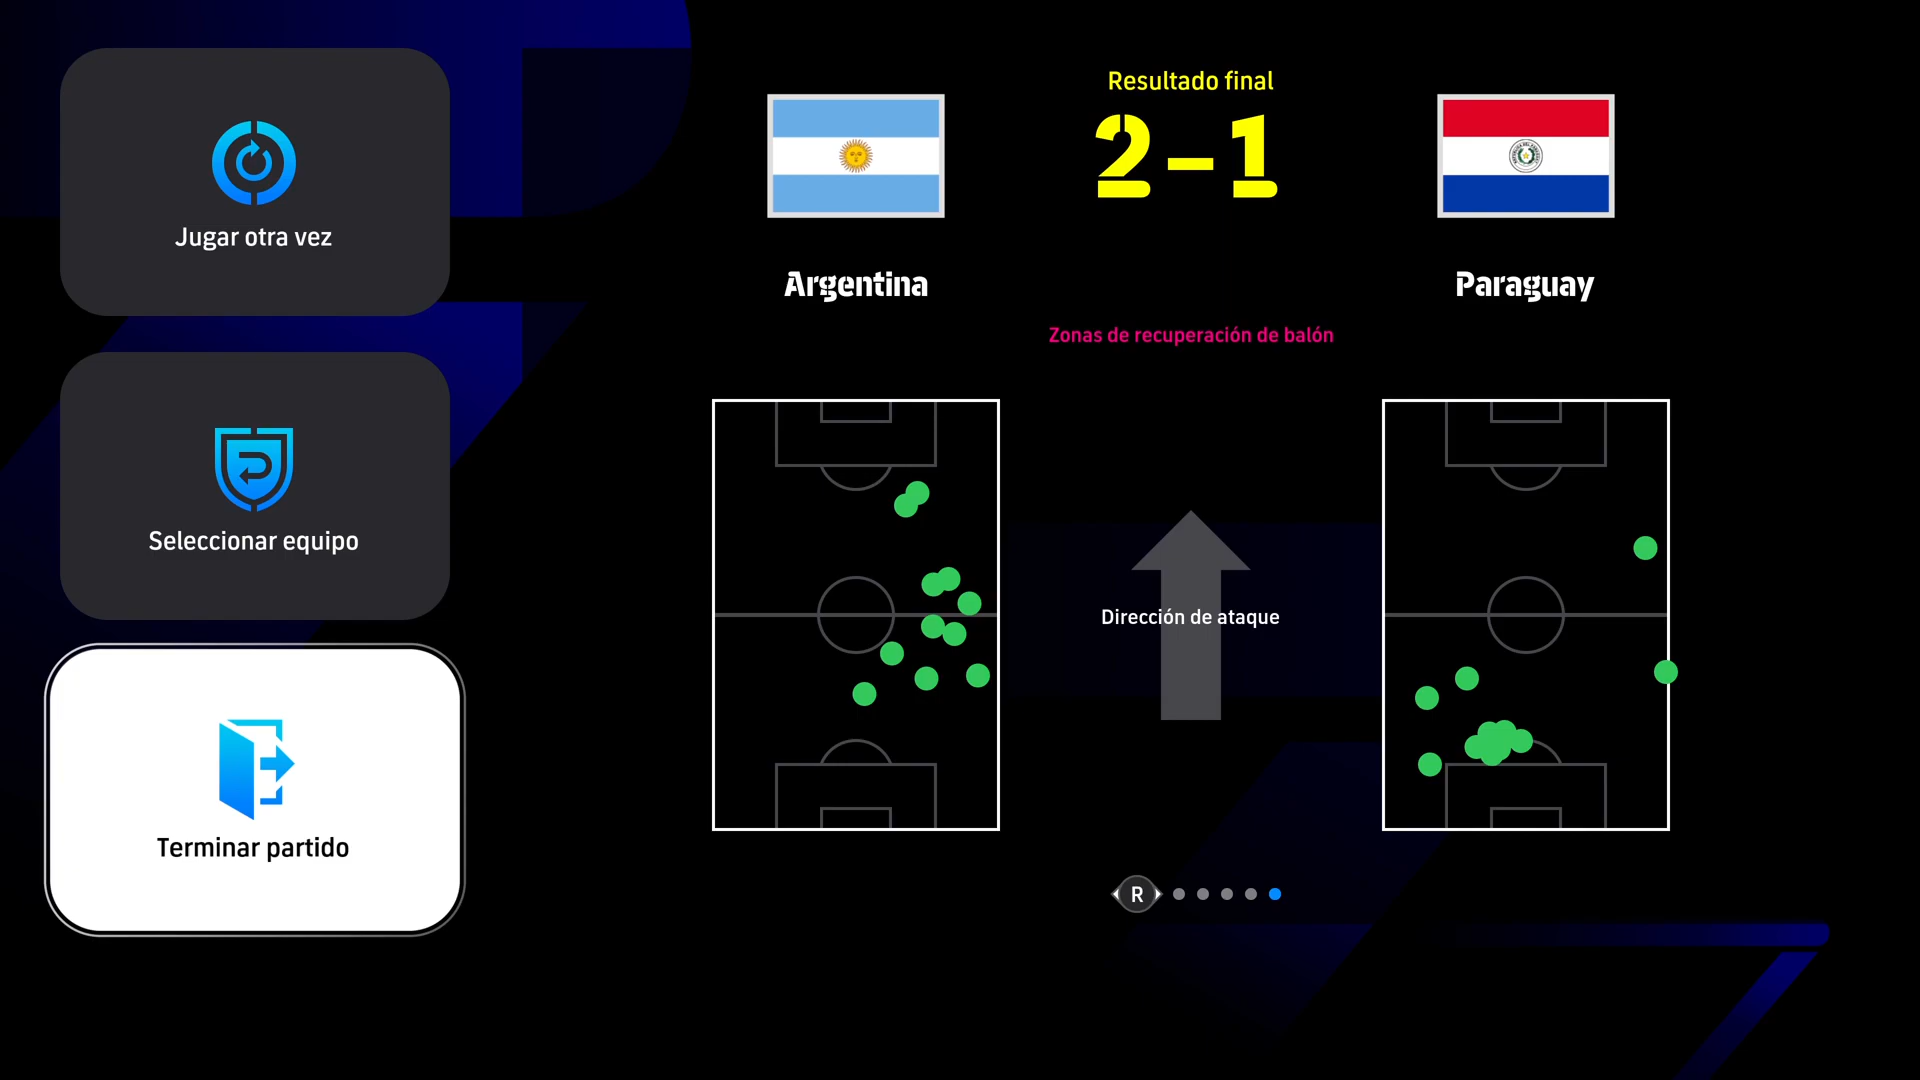 Jugar otra vez
Seleccionar equipo
Terminar partido
Resultado final
2-1
Argentina
Paraguay
Zonas de recuperación de balón
Dirección de ataque
R